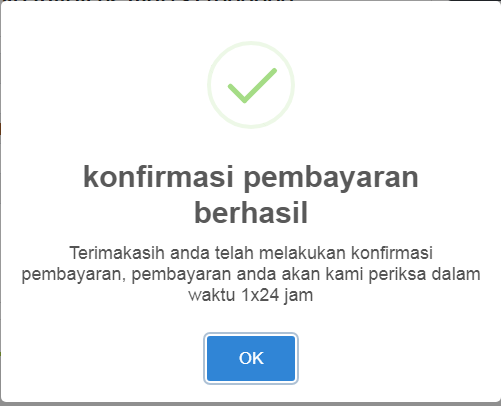 konfirmasi pembayaran
berhasil
Terimakasih anda telah melakukan konfirmasi
pembayaran, pembayaran anda akan kami periksa dalam
waktu 1x24 jam
OK